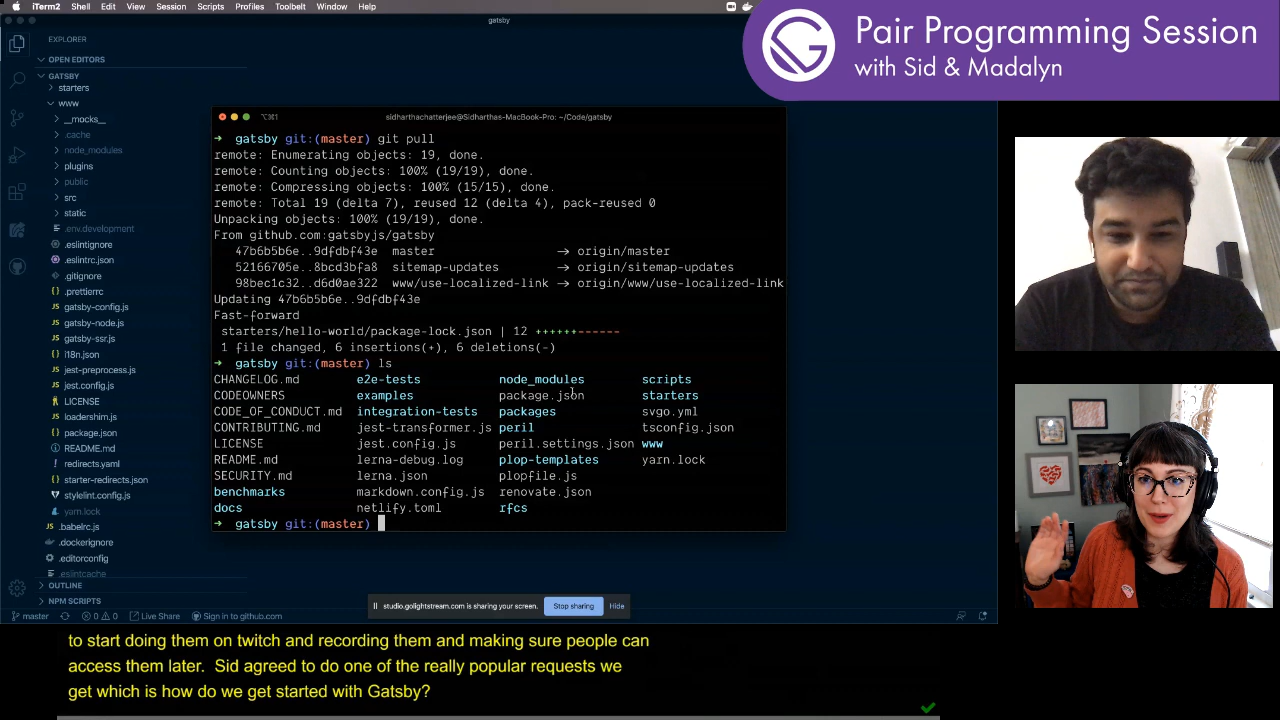 iTerm2 Shell Edit View Session Scripts Profiles Toolbelt Window Help
gatsby
Pair Programming Session
with Sid & Madalyn
EXPLORER
OPEN EDITORS
GATSBY
starters
www
__mocks__
.cache
node_modules
plugins
public
src
static
.env.development
.eslintignore
.eslintrc.json
.gitignore
.prettierrc
gatsby-config.js
gatsby-node.js
gatsby-ssr.js
i18n.json
jest-preprocess.js
jest.config.js
LICENSE
loadershim.js
package.json
README.md
redirects.yaml
starter-redirects.json
stylelint.config.js
yarn.lock
.babelrc.js
.dockerignore
.editorconfig
.eslintcache
OUTLINE
NPM SCRIPTS
master 0 0 Live Share Sign in to github.com
⌥⌘1 sidharthachatterjee@Sidharthas-MacBook-Pro: ~/Code/gatsby
→ gatsby git:(master) git pull
remote: Enumerating objects: 19, done.
remote: Counting objects: 100% (19/19), done.
remote: Compressing objects: 100% (15/15), done.
remote: Total 19 (delta 7), reused 12 (delta 4), pack-reused 0
Unpacking objects: 100% (19/19), done.
From github.com:gatsbyjs/gatsby
47b6b5b6e..9dfdbf43e master → origin/master
52166705e..8bcd3bfa8 sitemap-updates → origin/sitemap-updates
98bec1c32..d6d0ae322 www/use-localized-link → origin/www/use-localized-link
Updating 47b6b5b6e..9dfdbf43e
Fast-forward
starters/hello-world/package-lock.json | 12 ++++++------
1 file changed, 6 insertions(+), 6 deletions(-)
→ gatsby git:(master) ls
CHANGELOG.md e2e-tests node_modules scripts
CODEOWNERS examples package.json starters
CODE_OF_CONDUCT.md integration-tests packages svgo.yml
CONTRIBUTING.md jest-transformer.js peril tsconfig.json
LICENSE jest.config.js peril.settings.json www
README.md lerna-debug.log plop-templates yarn.lock
SECURITY.md lerna.json plopfile.js
benchmarks markdown.config.js renovate.json
docs netlify.toml rfcs
→ gatsby git:(master)
studio.golightstream.com is sharing your screen. Stop sharing Hide
to start doing them on twitch and recording them and making sure people can
access them later. Sid agreed to do one of the really popular requests we
get which is how do we get started with Gatsby?